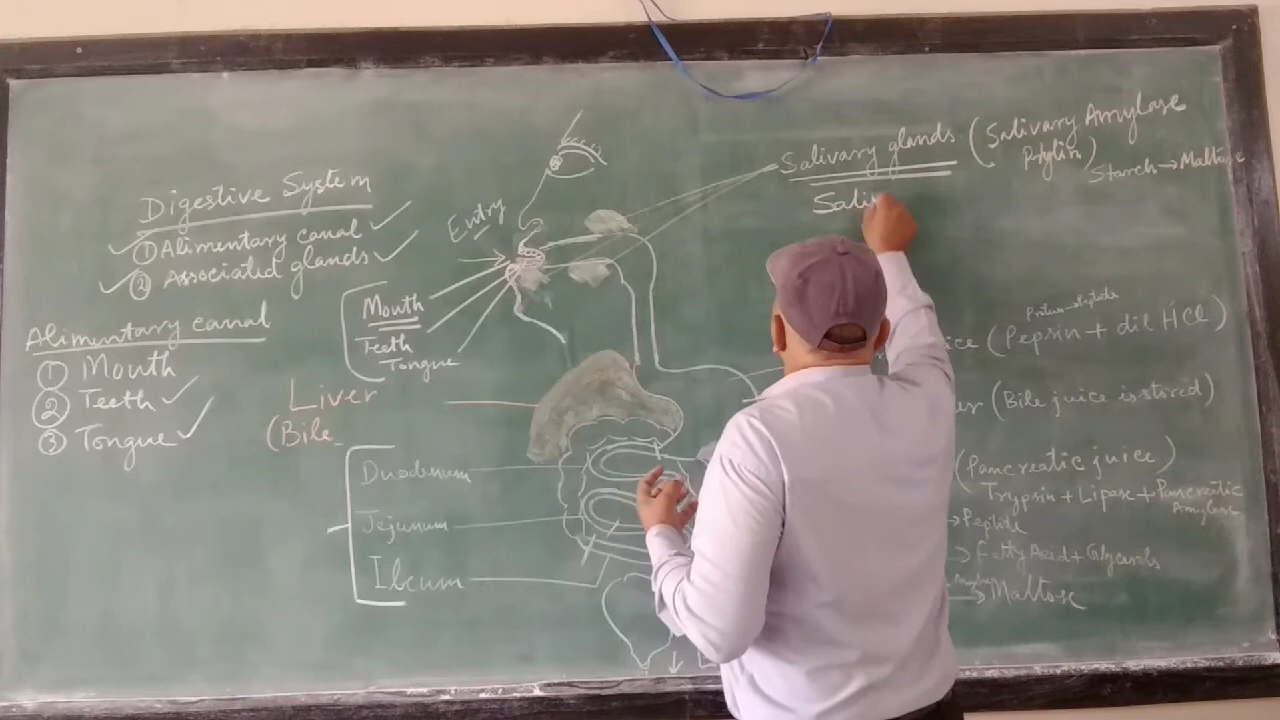 Digestive System
① Alimentary canal
② Associated glands
Alimentary canal
① Mouth
② Teeth
③ Tongue
Entry
Mouth
Teeth
Tongue
Liver
(Bile
Duodenum
Jejunum
Ileum
Salivary glands (Salivary Amylase
Ptylin)
Starch → Maltose
Sali
ice (Pepsin + dil HCl)
(Bile juice is stored)
(Pancreatic juice)
Trypsin + Lipase + Pancreatic
Amylase
→ Peptide
→ Fatty Acid + Glycerols
→ Maltose